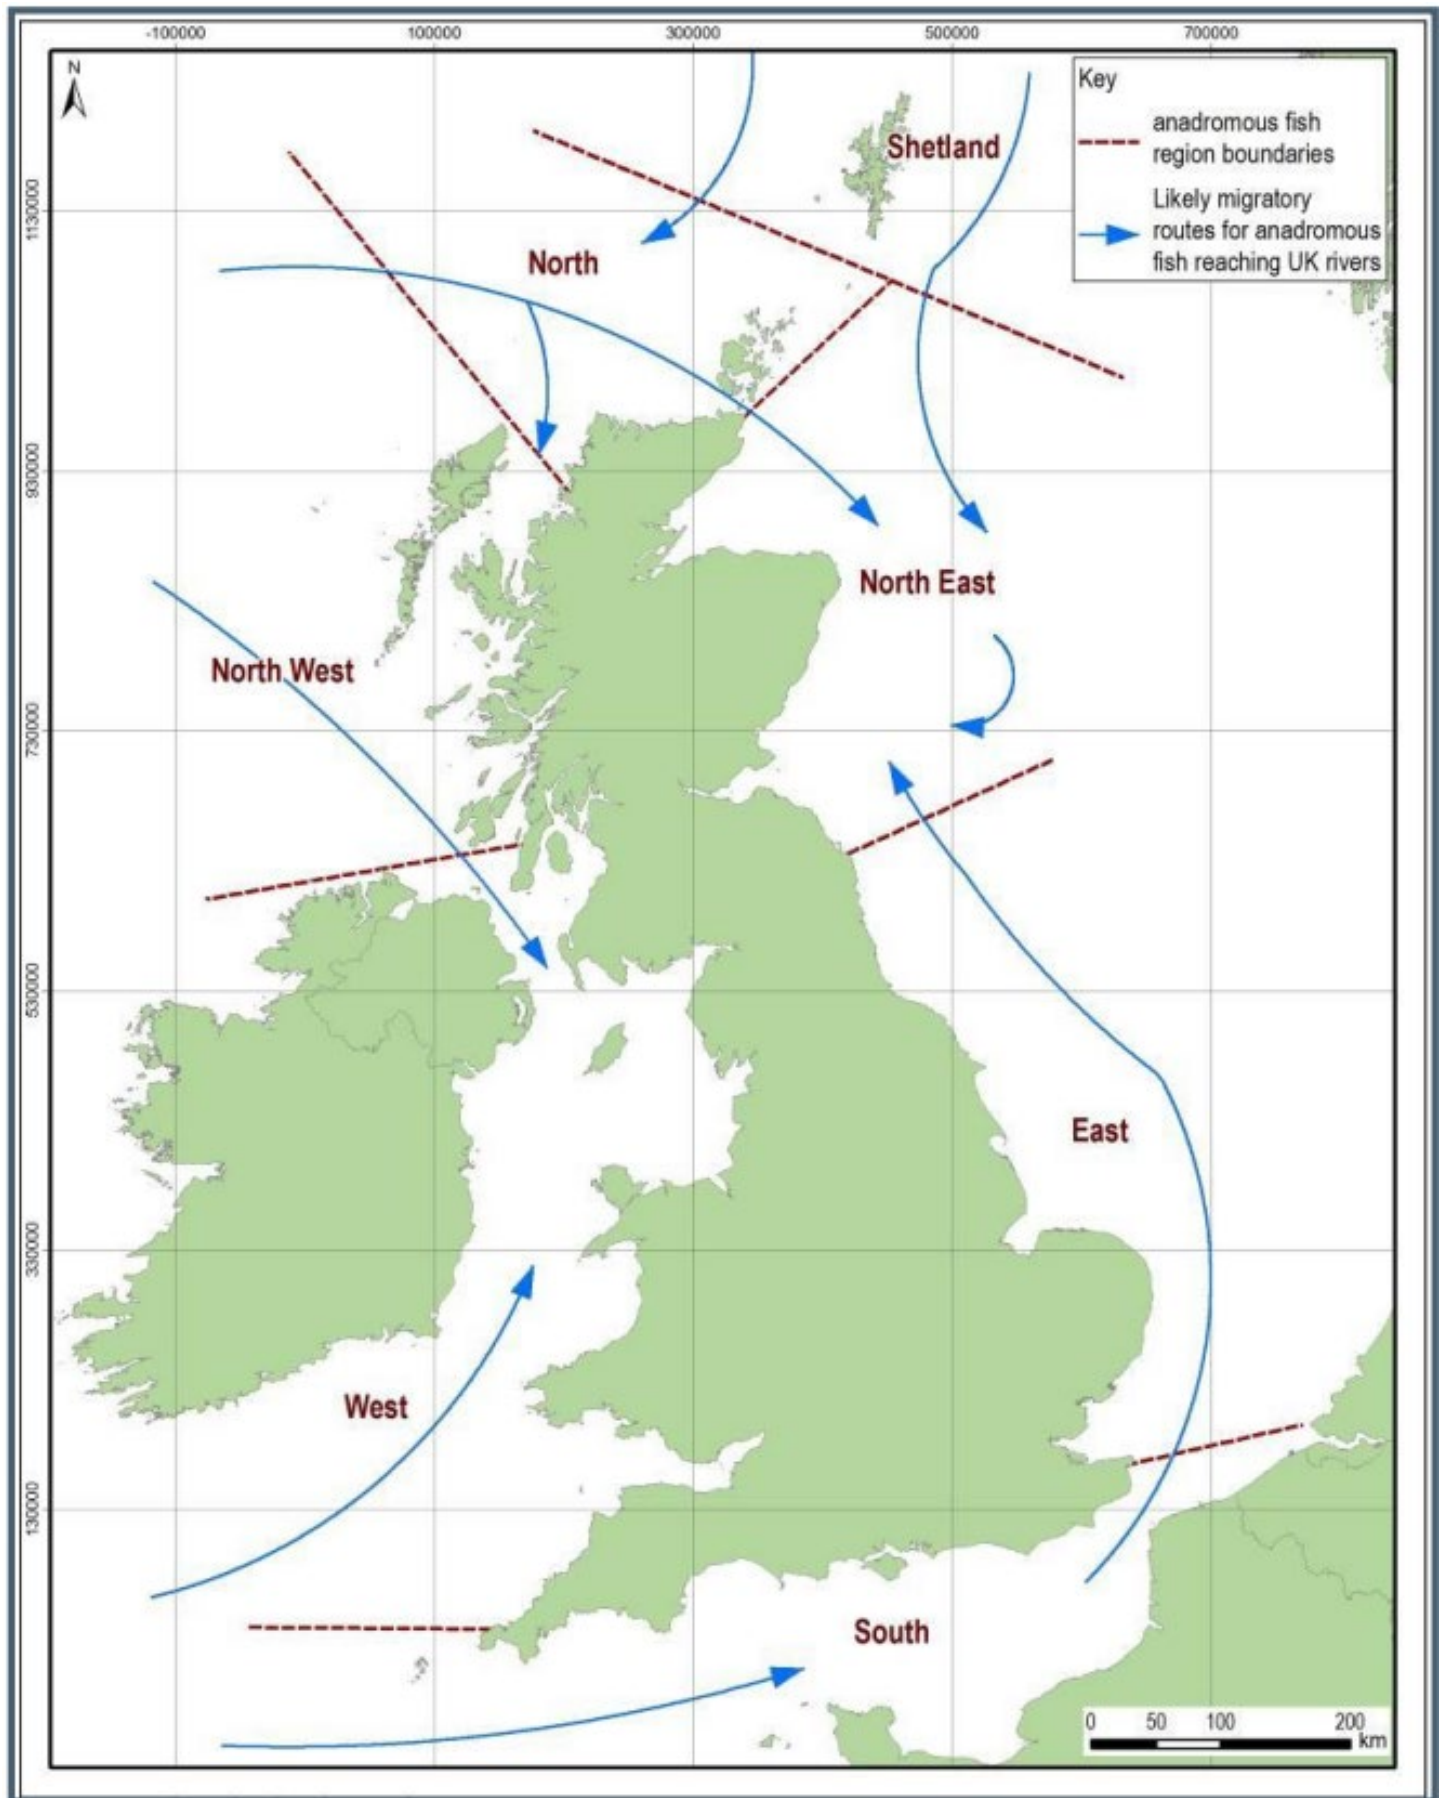 -100000
100000
300000
500000
700000
N
Key
anadromous fish
region boundaries
Likely migratory
routes for anadromous
fish reaching UK rivers
Shetland
1130000
North
930000
North East
North West
730000
530000
East
330000
West
130000
South
0 50 100 200
km